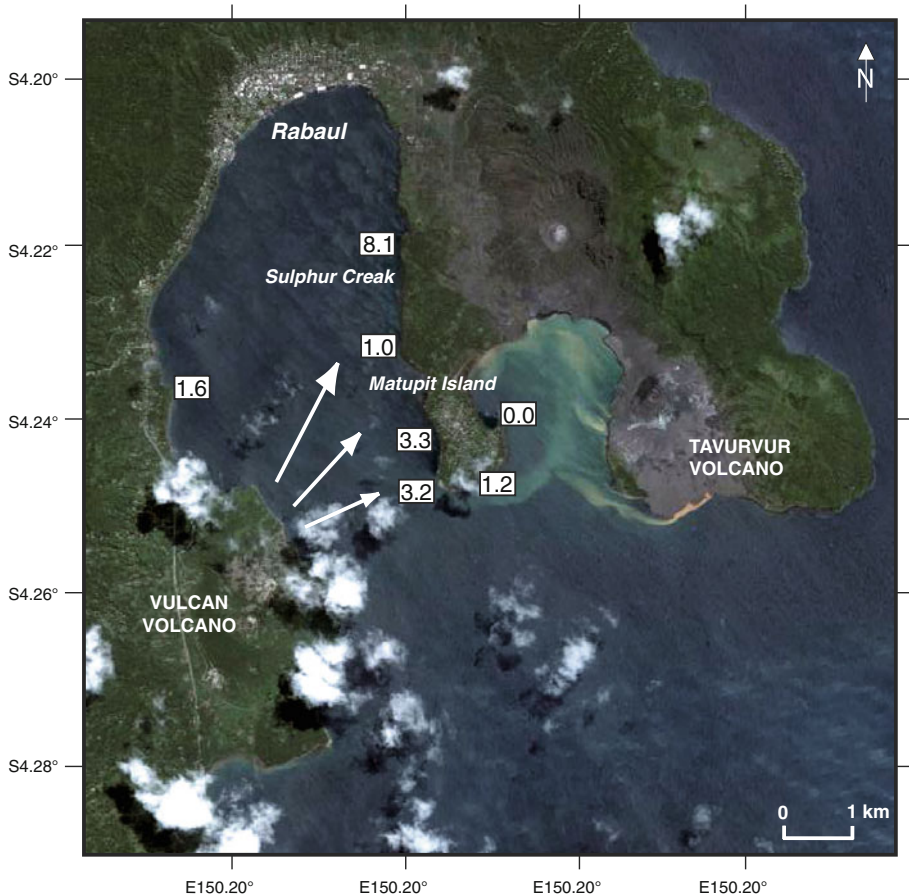 N
S4.20°
Rabaul
S4.22°
8.1
Sulphur Creak
1.0
Matupit Island
1.6
0.0
S4.24°
3.3
TAVURVUR
VOLCANO
3.2
1.2
S4.26°
VULCAN
VOLCANO
S4.28°
0 1 km
E150.20° E150.20° E150.20° E150.20°